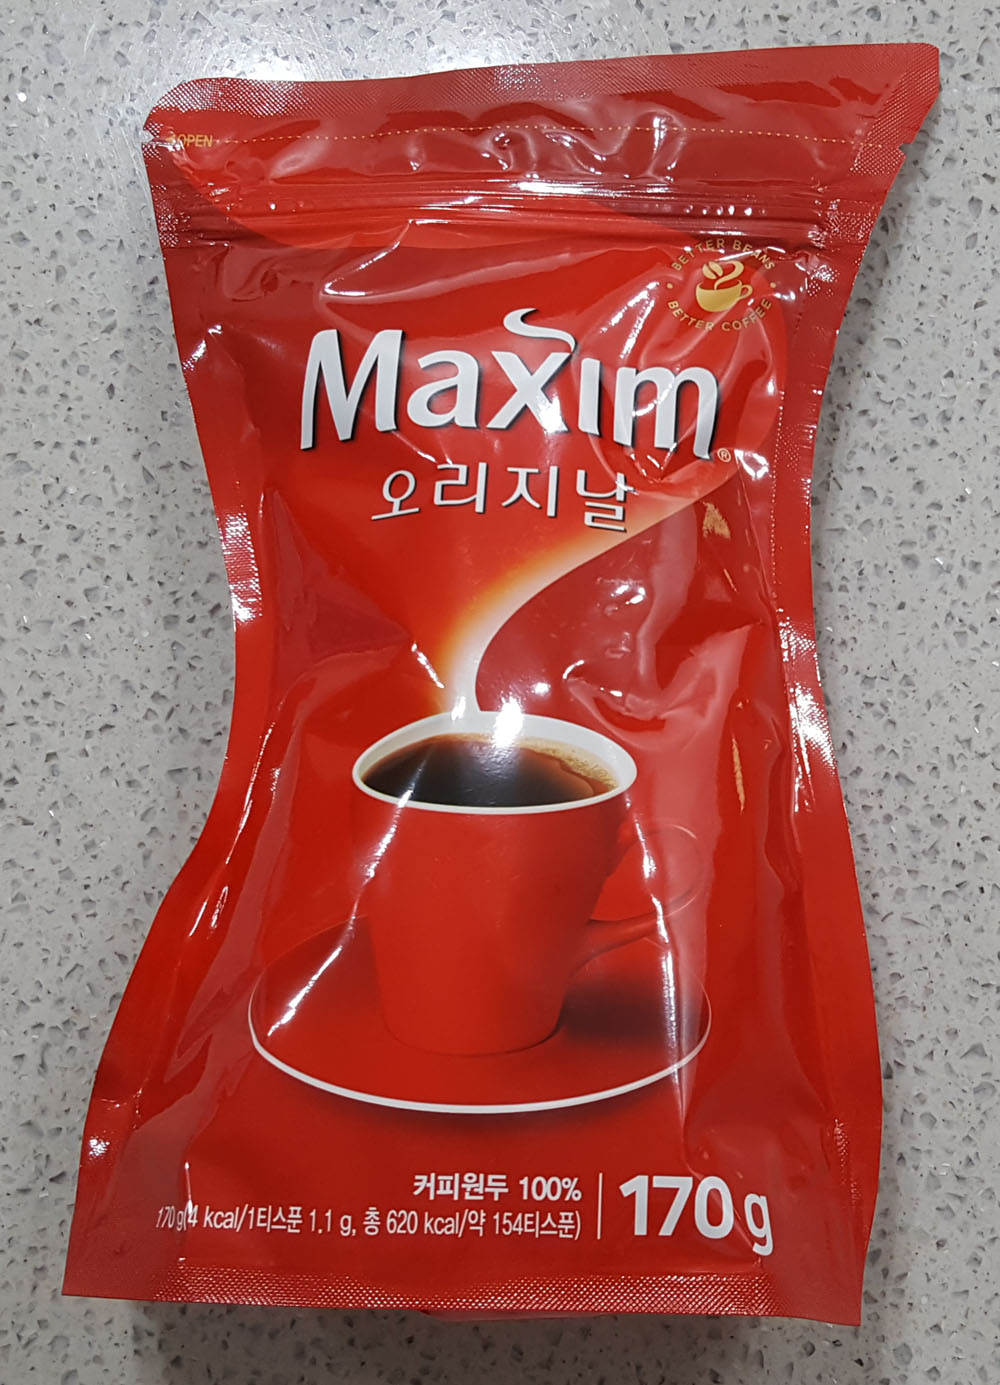 OPEN
BETTER BEANS
BETTER COFFEE
Maxim®
오리지날
커피원두 100%
170g(4 kcal/1티스푼 1.1 g, 총 620 kcal/약 154티스푼)
170 g